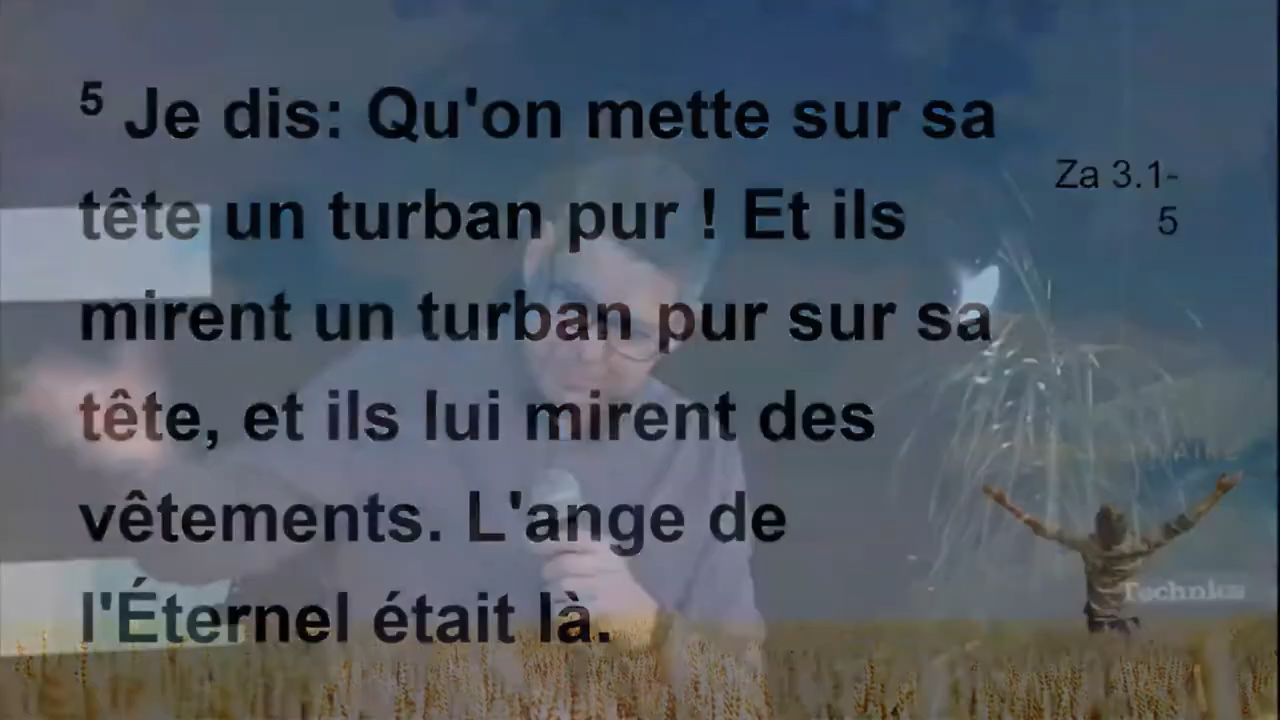 5 Je dis: Qu'on mette sur sa
tête un turban pur ! Et ils
mirent un turban pur sur sa
tête, et ils lui mirent des
vêtements. L'ange de
l'Éternel était là.
Za 3.1-
5
Technics